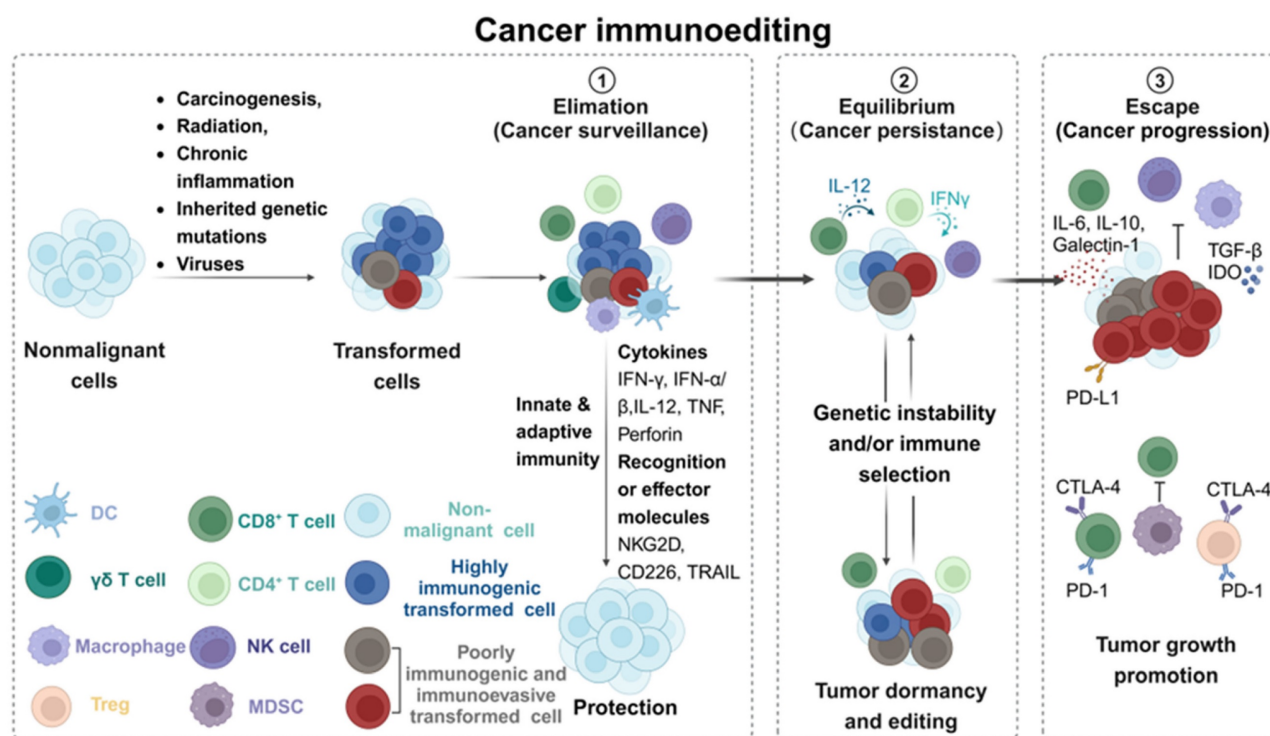 Cancer immunoediting
• Carcinogenesis,
• Radiation,
• Chronic
inflammation
• Inherited genetic
mutations
• Viruses
Nonmalignant
cells
Transformed
cells
①
Elimation
(Cancer surveillance)
Innate &
adaptive
immunity
Cytokines
IFN-γ, IFN-α/
β,IL-12, TNF,
Perforin
Recognition
or effector
molecules
NKG2D,
CD226, TRAIL
Protection
DC
CD8⁺ T cell
Non-
malignant cell
γδ T cell
CD4⁺ T cell
Highly
immunogenic
transformed cell
Macrophage
NK cell
Poorly
immunogenic and
immunoevasive
transformed cell
Treg
MDSC
②
Equilibrium
(Cancer persistance)
IL-12
IFNγ
Genetic instability
and/or immune
selection
Tumor dormancy
and editing
③
Escape
(Cancer progression)
IL-6, IL-10,
Galectin-1
TGF-β
IDO
PD-L1
CTLA-4
CTLA-4
PD-1
PD-1
Tumor growth
promotion